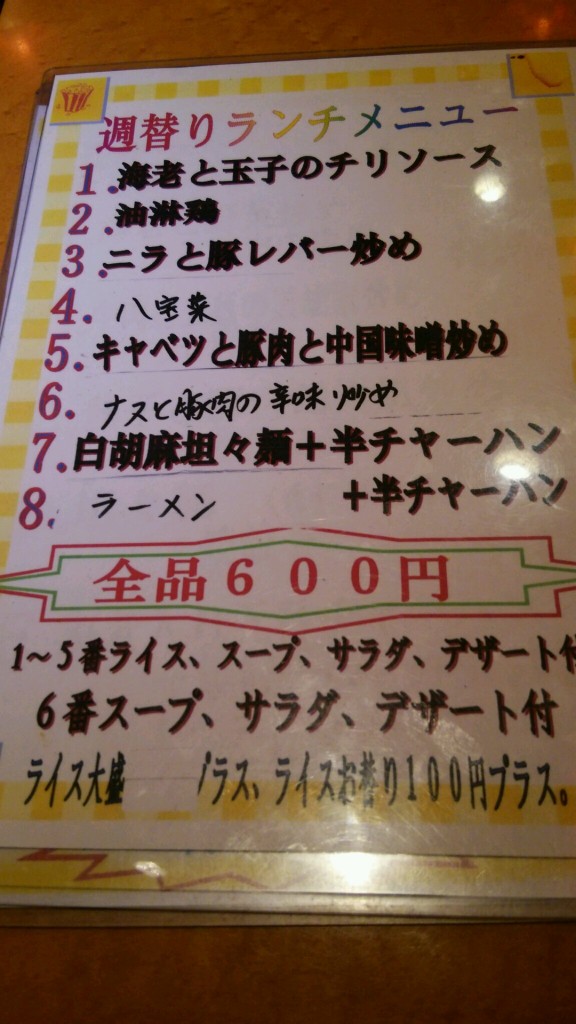 週替りランチメニュー
1.海老と玉子のチリソース
2.油淋鶏
3.ニラと豚レバー炒め
4.八宝菜
5.キャベツと豚肉と中国味噌炒め
6.ナスと豚肉の辛味炒め
7.白胡麻坦々麺+半チャーハン
8.ラーメン +半チャーハン
全品600円
1~5番ライス、スープ、サラダ、デザート付
6番スープ、サラダ、デザート付
ライス大盛 プラス、ライスお替り100円プラス。